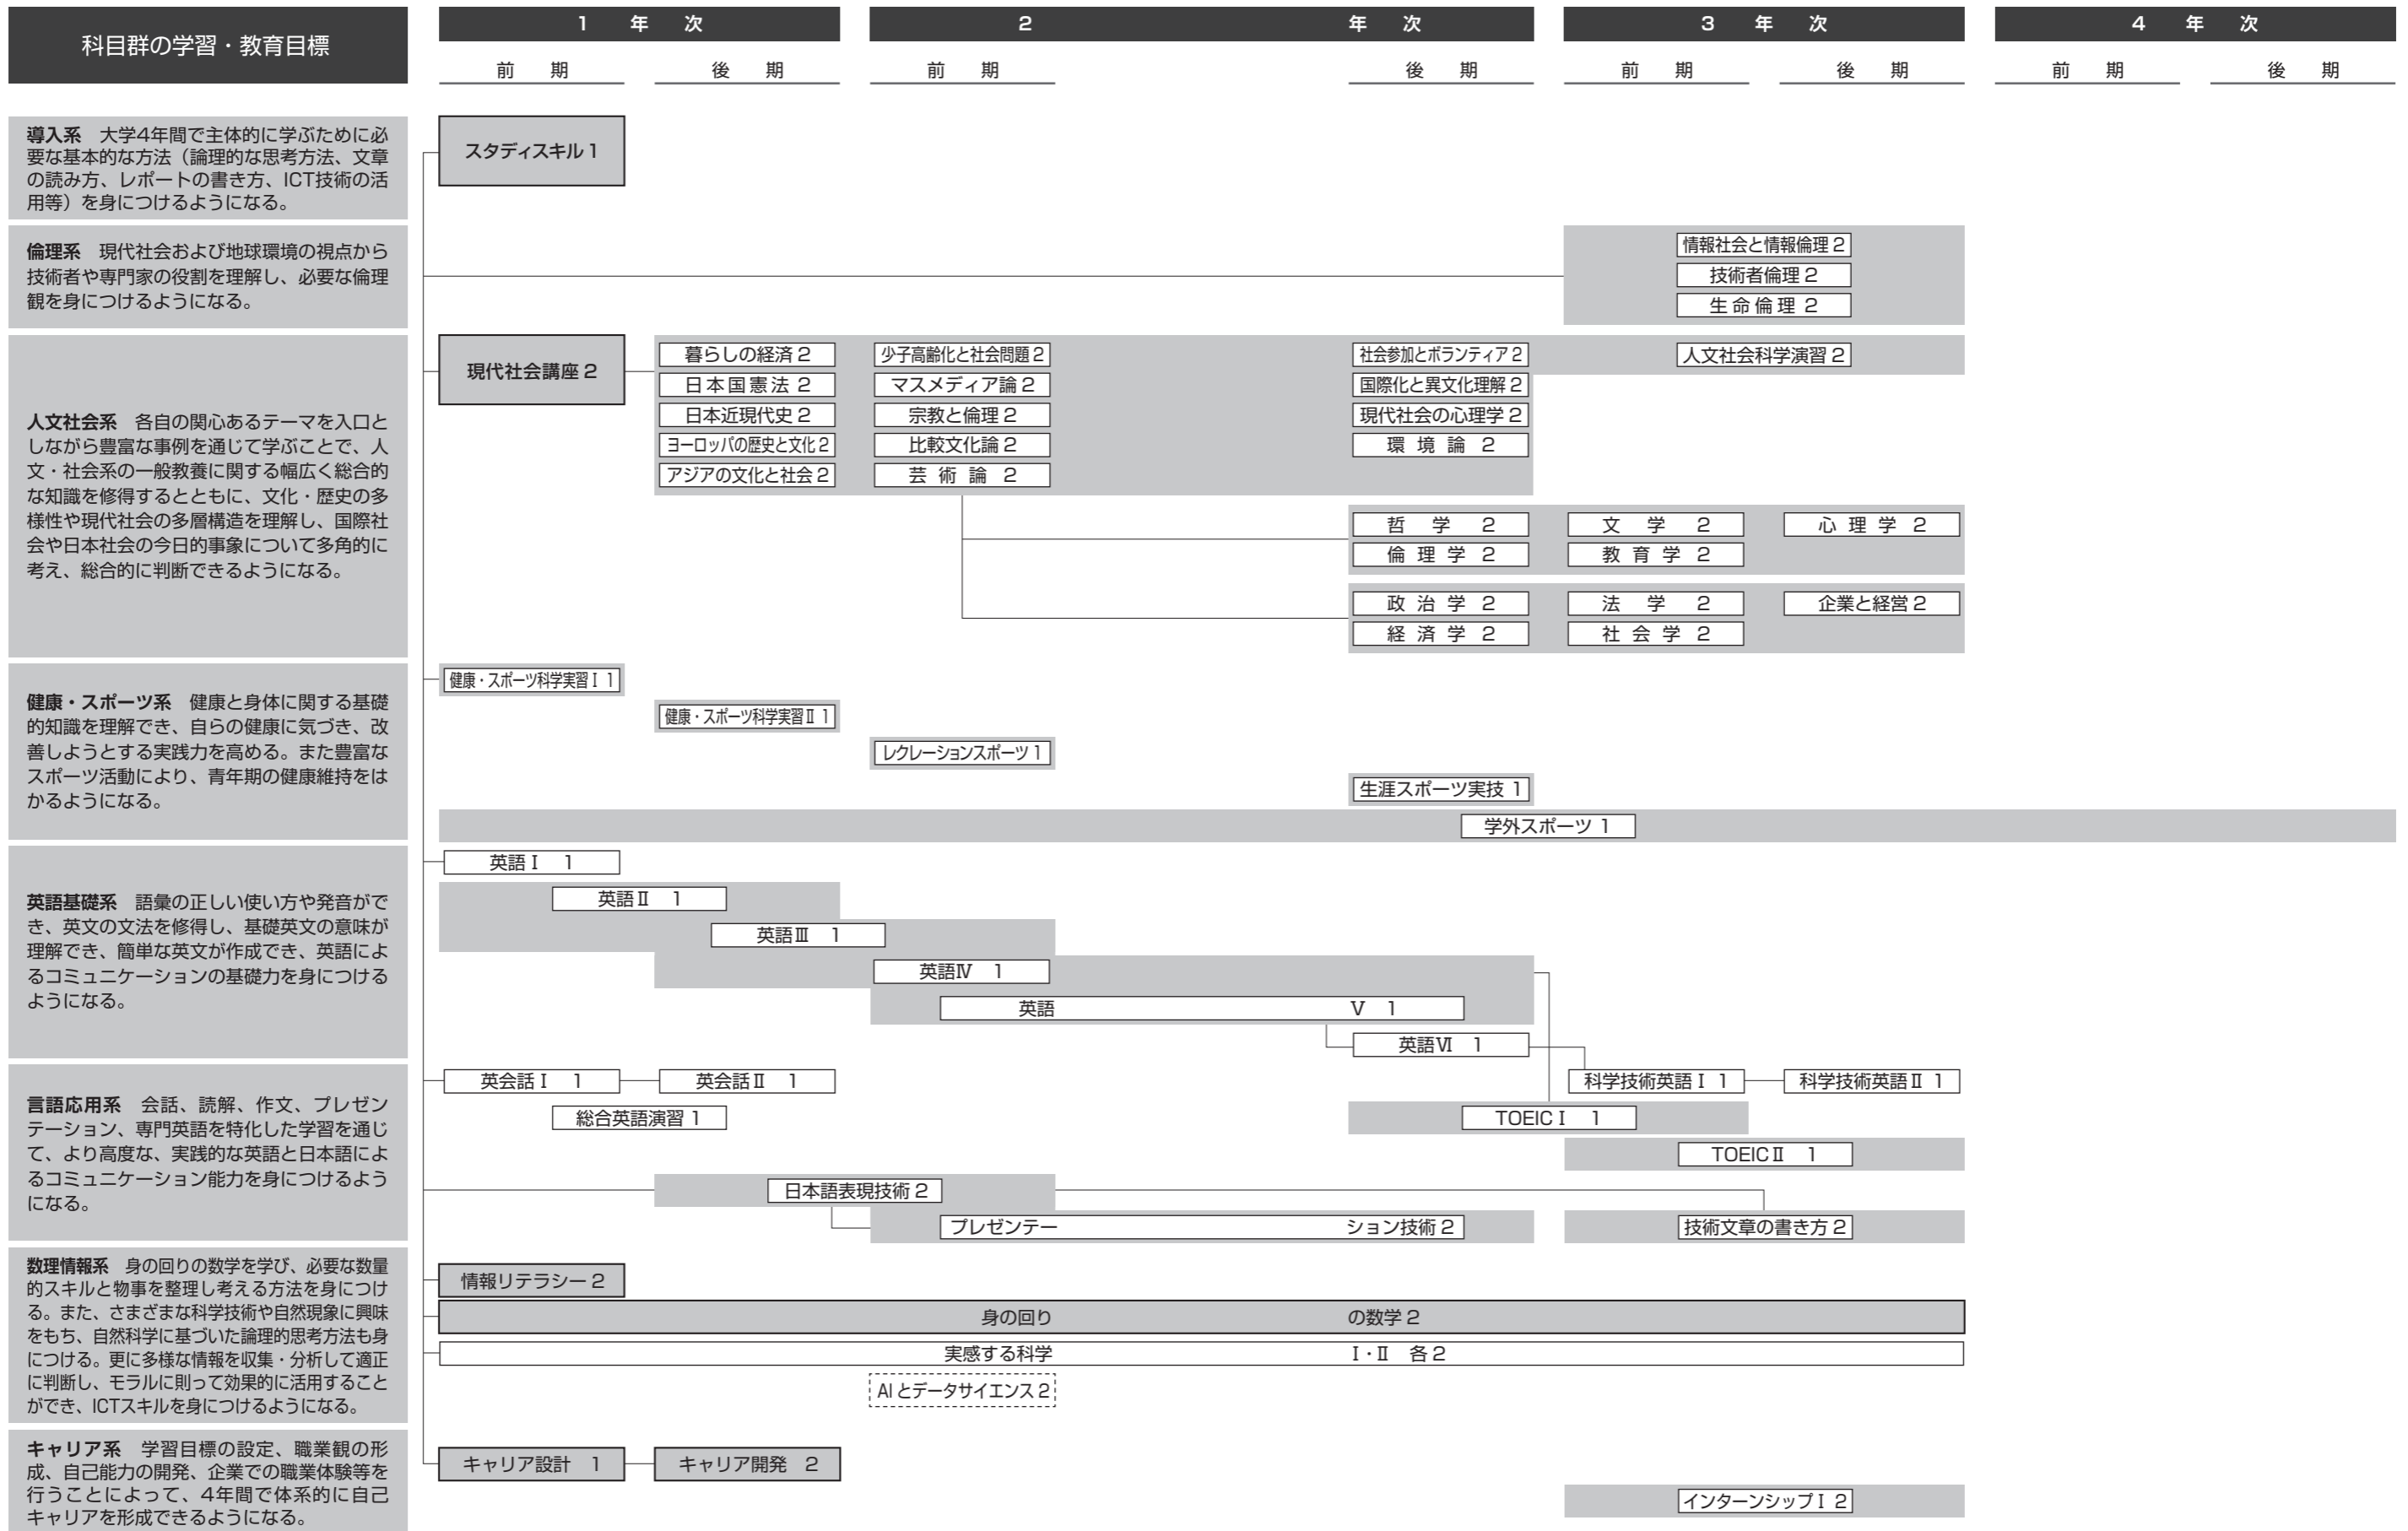 科目群の学習・教育目標
1 年 次
2 年 次
3 年 次
4 年 次
前 期
後 期
前 期
後 期
前 期
後 期
前 期
後 期
導入系 大学4年間で主体的に学ぶために必
要な基本的な方法（論理的な思考方法、文章
の読み方、レポートの書き方、ICT技術の活
用等）を身につけるようになる。
スタディスキル 1
倫理系 現代社会および地球環境の視点から
技術者や専門家の役割を理解し、必要な倫理
観を身につけるようになる。
情報社会と情報倫理 2
技術者倫理 2
生命倫理 2
人文社会系 各自の関心あるテーマを入口と
しながら豊富な事例を通じて学ぶことで、人
文・社会系の一般教養に関する幅広く総合的
な知識を修得するとともに、文化・歴史の多
様性や現代社会の多層構造を理解し、国際社
会や日本社会の今日的事象について多角的に
考え、総合的に判断できるようになる。
現代社会講座 2
暮らしの経済 2
日本国憲法 2
日本近現代史 2
ヨーロッパの歴史と文化 2
アジアの文化と社会 2
少子高齢化と社会問題 2
マスメディア論 2
宗教と倫理 2
比較文化論 2
芸術論 2
社会参加とボランティア 2
国際化と異文化理解 2
現代社会の心理学 2
環境論 2
人文社会科学演習 2
哲学 2
倫理学 2
文学 2
教育学 2
心理学 2
政治学 2
経済学 2
法学 2
社会学 2
企業と経営 2
健康・スポーツ系 健康と身体に関する基礎
的知識を理解でき、自らの健康に気づき、改
善しようとする実践力を高める。また豊富な
スポーツ活動により、青年期の健康維持をは
かるようになる。
健康・スポーツ科学実習Ⅰ 1
健康・スポーツ科学実習Ⅱ 1
レクレーションスポーツ 1
生涯スポーツ実技 1
学外スポーツ 1
英語基礎系 語彙の正しい使い方や発音がで
き、英文の文法を修得し、基礎英文の意味が
理解でき、簡単な英文が作成でき、英語によ
るコミュニケーションの基礎力を身につける
ようになる。
英語Ⅰ 1
英語Ⅱ 1
英語Ⅲ 1
英語Ⅳ 1
英語 Ⅴ 1
英語Ⅵ 1
言語応用系 会話、読解、作文、プレゼン
テーション、専門英語を特化した学習を通じ
て、より高度な、実践的な英語と日本語によ
るコミュニケーション能力を身につけるよう
になる。
英会話Ⅰ 1
英会話Ⅱ 1
科学技術英語Ⅰ 1
科学技術英語Ⅱ 1
総合英語演習 1
TOEICⅠ 1
TOEICⅡ 1
日本語表現技術 2
プレゼンテー ション技術 2
技術文章の書き方 2
数理情報系 身の回りの数学を学び、必要な数量
的スキルと物事を整理し考える方法を身につけ
る。また、さまざまな科学技術や自然現象に興味
をもち、自然科学に基づいた論理的思考方法も身
につける。更に多様な情報を収集・分析して適正
に判断し、モラルに則って効果的に活用すること
ができ、ICTスキルを身につけるようになる。
情報リテラシー 2
身の回り の数学 2
実感する科学 Ⅰ・Ⅱ 各2
AIとデータサイエンス 2
キャリア系 学習目標の設定、職業観の形
成、自己能力の開発、企業での職業体験等を
行うことによって、4年間で体系的に自己
キャリアを形成できるようになる。
キャリア設計 1
キャリア開発 2
インターンシップⅠ 2